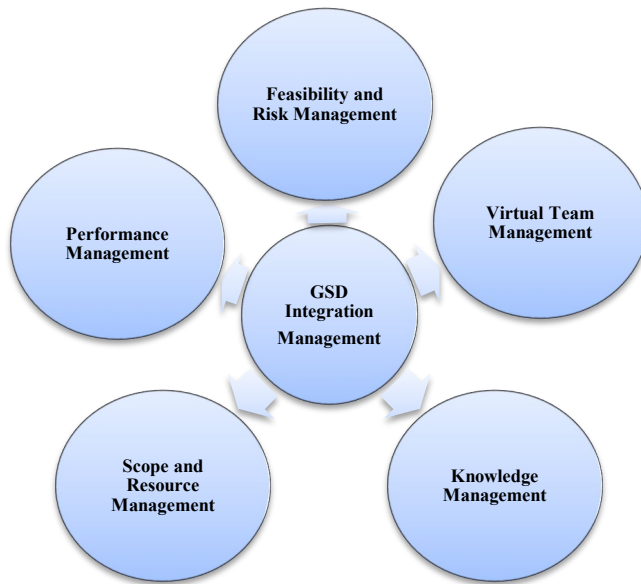 Feasibility and
Risk Management
Virtual Team
Management
Performance
Management
GSD
Integration
Management
Scope and
Resource
Management
Knowledge
Management